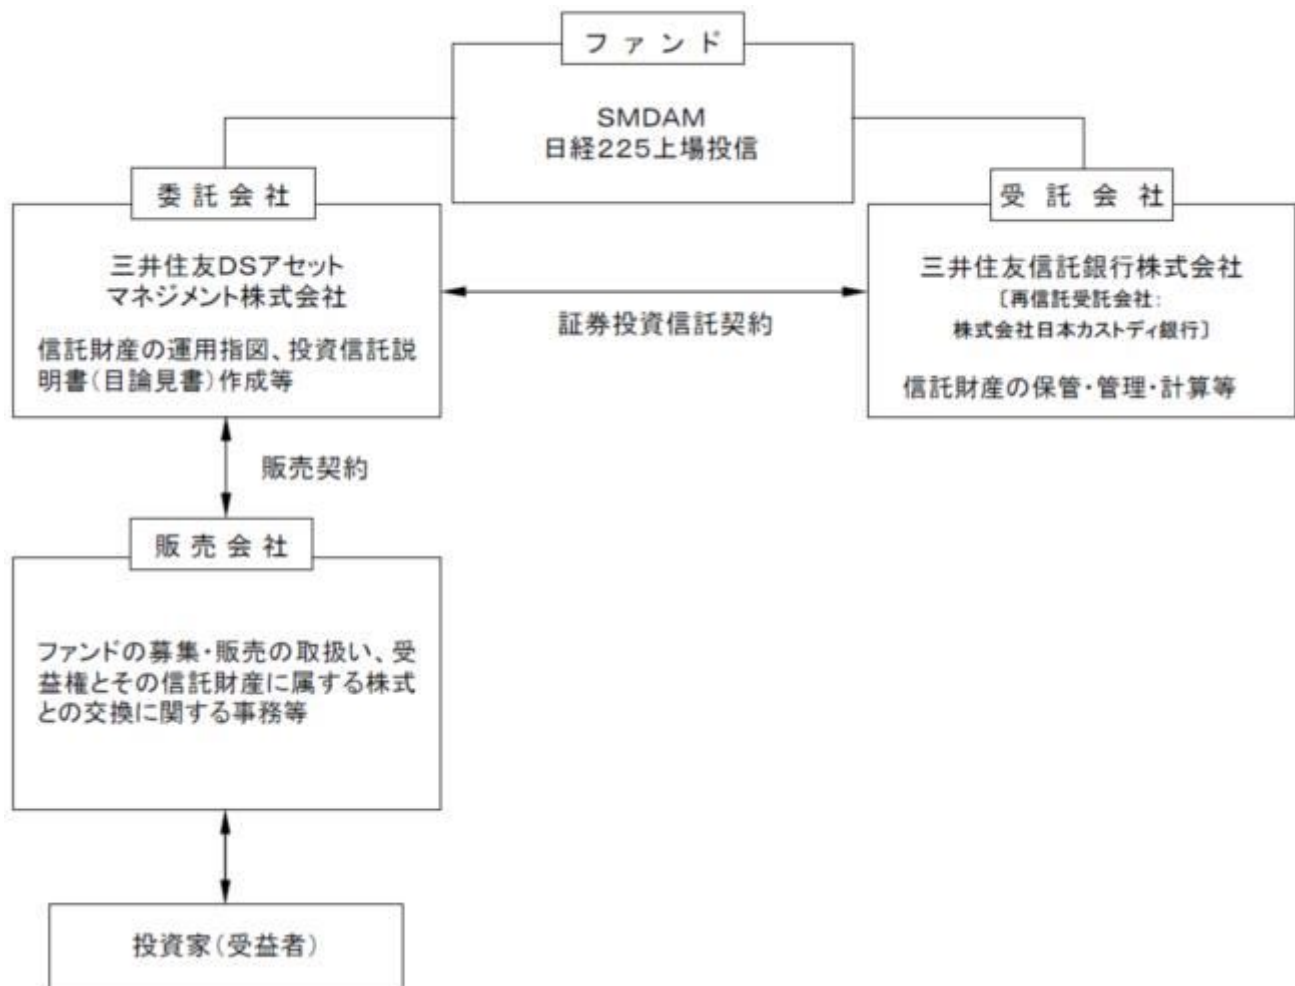 ファンド
SMDAM
日経225上場投信
委託会社
三井住友DSアセット
マネジメント株式会社
信託財産の運用指図、投資信託説
明書(目論見書)作成等
証券投資信託契約
受託会社
三井住友信託銀行株式会社
〔再信託受託会社:
株式会社日本カストディ銀行〕
信託財産の保管・管理・計算等
販売契約
販売会社
ファンドの募集・販売の取扱い、受
益権とその信託財産に属する株式
との交換に関する事務等
投資家(受益者)